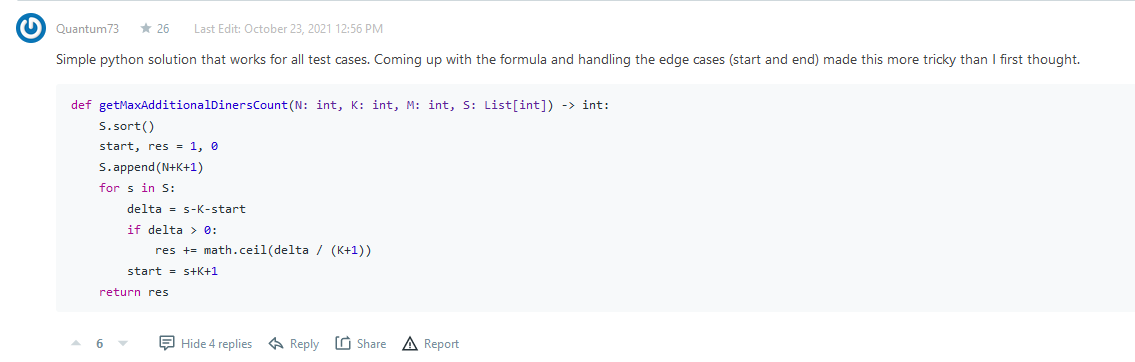 Quantum73 ★ 26 Last Edit: October 23, 2021 12:56 PM
Simple python solution that works for all test cases. Coming up with the formula and handling the edge cases (start and end) made this more tricky than I first thought.
def getMaxAdditionalDinersCount(N: int, K: int, M: int, S: List[int]) -> int:
    S.sort()
    start, res = 1, 0
    S.append(N+K+1)
    for s in S:
        delta = s-K-start
        if delta > 0:
            res += math.ceil(delta / (K+1))
        start = s+K+1
    return res
6 Hide 4 replies Reply Share Report